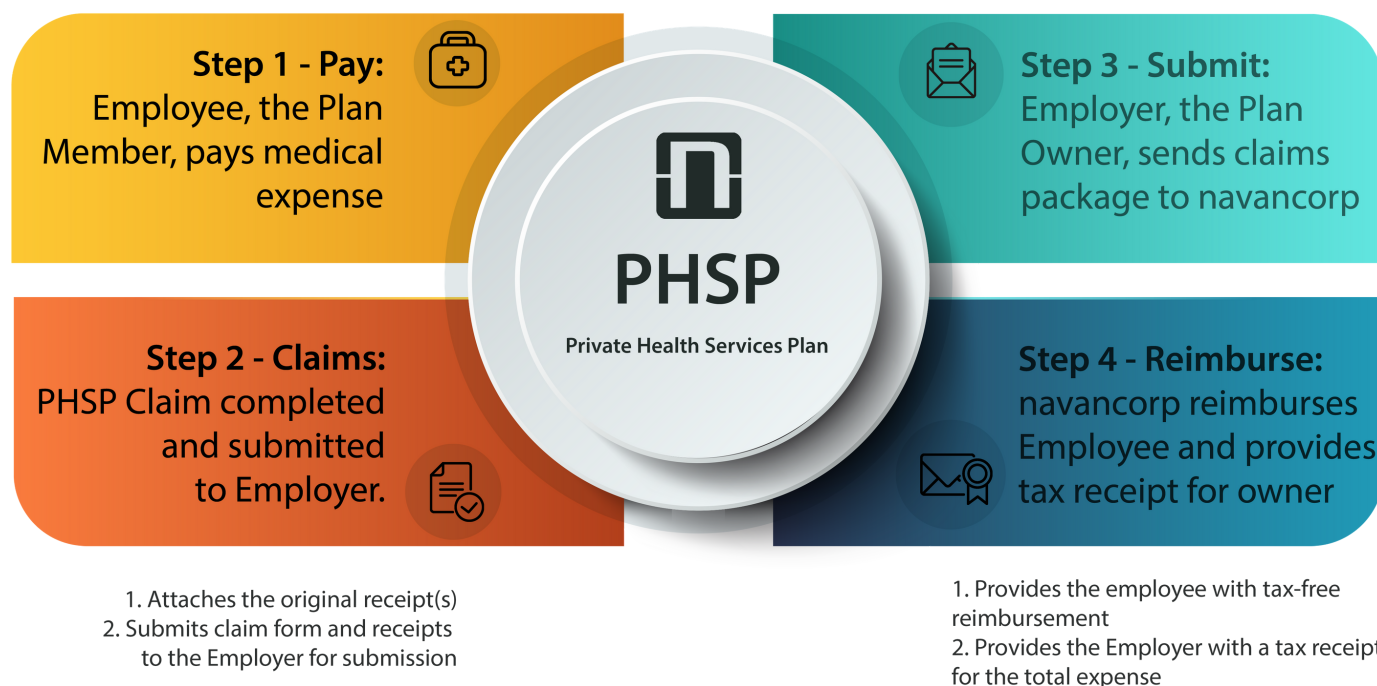 Step 1 - Pay:
Employee, the Plan
Member, pays medical
expense
Step 2 - Claims:
PHSP Claim completed
and submitted
to Employer.
1. Attaches the original receipt(s)
2. Submits claim form and receipts
to the Employer for submission
PHSP
Private Health Services Plan
Step 3 - Submit:
Employer, the Plan
Owner, sends claims
package to navancorp
Step 4 - Reimburse:
navancorp reimburses
Employee and provides
tax receipt for owner
1. Provides the employee with tax-free
reimbursement
2. Provides the Employer with a tax receipt
for the total expense